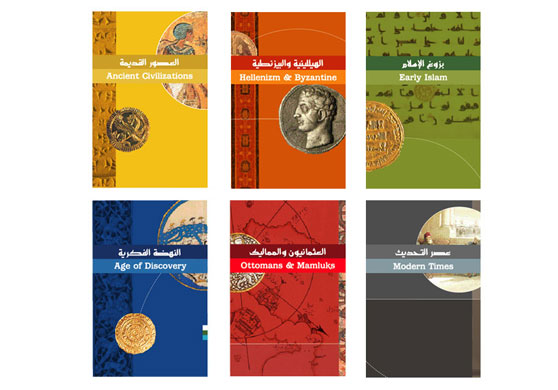 العصور القديمة
Ancient Civilizations
الهيلينية والبيزنطية
Hellenizm & Byzantine
بزوغ الإسلام
Early Islam
النهضة الفكرية
Age of Discovery
العثمانيون والمماليك
Ottomans & Mamluks
عصر التحديث
Modern Times